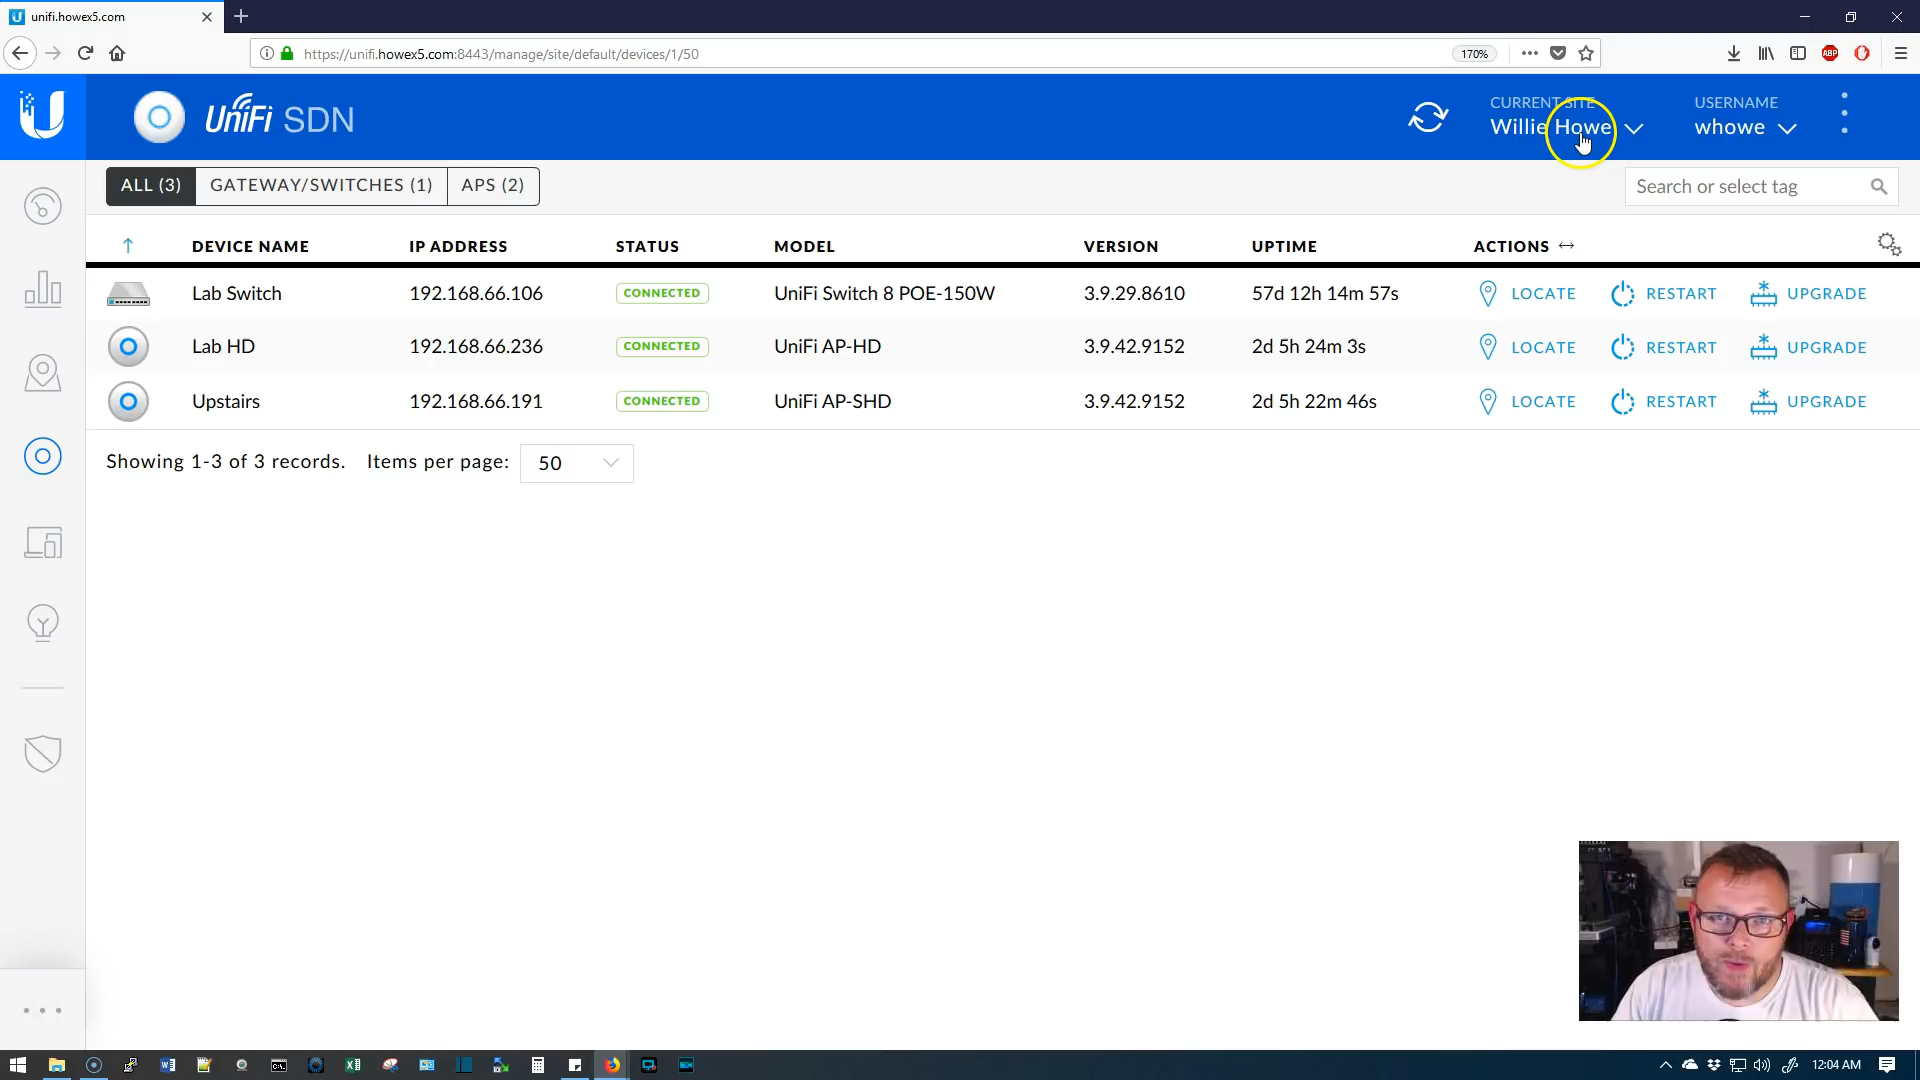 unifi.howex5.com
https://unifi.howex5.com:8443/manage/site/default/devices/1/50
170%
ABP
UniFi SDN
CURRENT SITE
Willie Howe
USERNAME
whowe
ALL (3)
GATEWAY/SWITCHES (1)
APS (2)
Search or select tag
DEVICE NAME IP ADDRESS STATUS MODEL VERSION UPTIME ACTIONS
Lab Switch 192.168.66.106 CONNECTED UniFi Switch 8 POE-150W 3.9.29.8610 57d 12h 14m 57s LOCATE RESTART UPGRADE
Lab HD 192.168.66.236 CONNECTED UniFi AP-HD 3.9.42.9152 2d 5h 24m 3s LOCATE RESTART UPGRADE
Upstairs 192.168.66.191 CONNECTED UniFi AP-SHD 3.9.42.9152 2d 5h 22m 46s LOCATE RESTART UPGRADE
Showing 1-3 of 3 records. Items per page: 50
12:04 AM